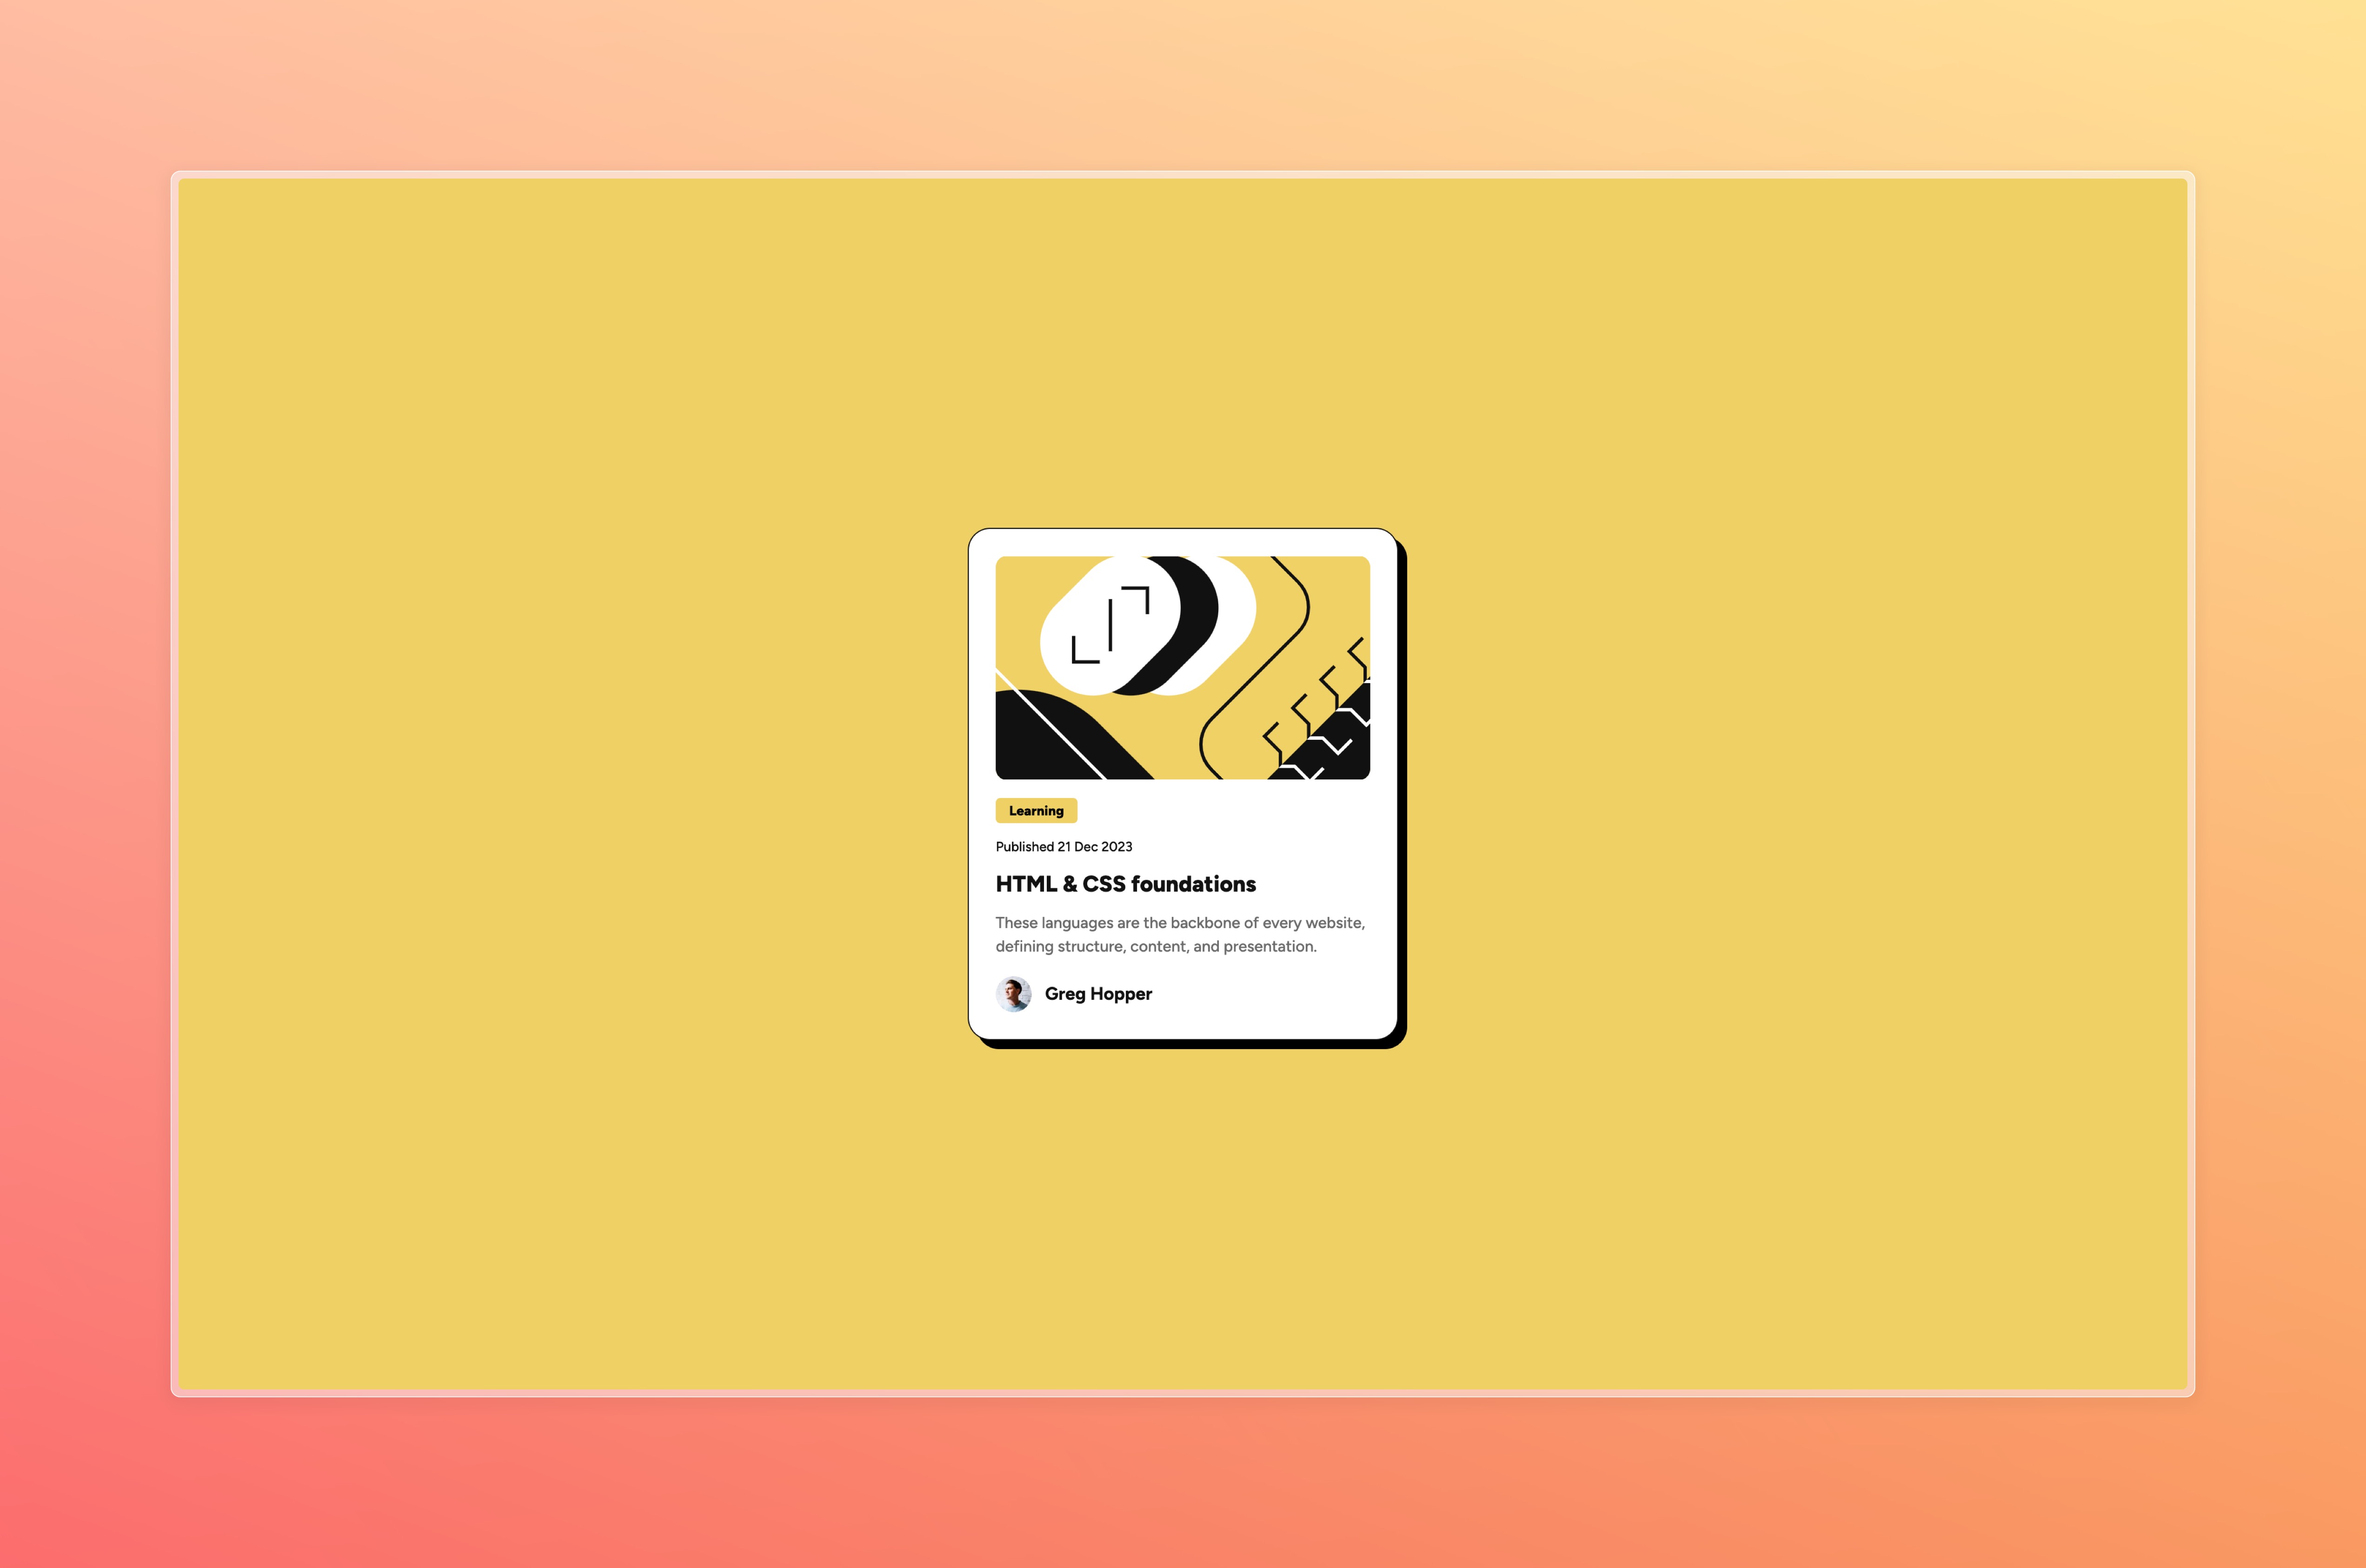 Learning
Published 21 Dec 2023
HTML & CSS foundations
These languages are the backbone of every website,
defining structure, content, and presentation.
Greg Hopper